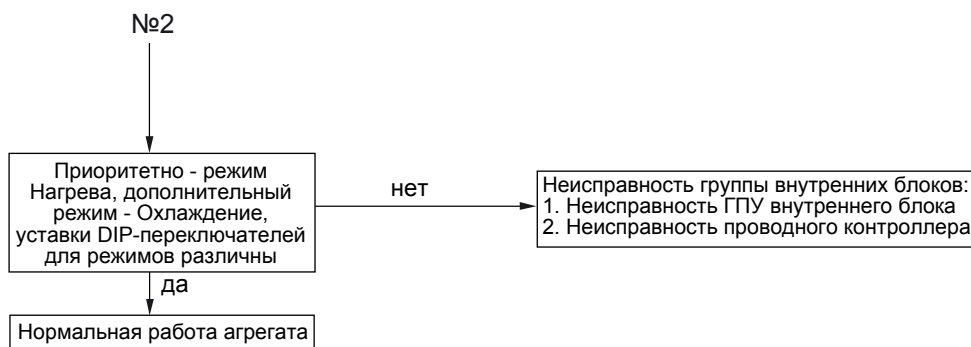 №2
Приоритетно - режим
Нагрева, дополнительный
режим - Охлаждение,
уставки DIP-переключателей
для режимов различны
нет
Неисправность группы внутренних блоков:
1. Неисправность ГПУ внутреннего блока
2. Неисправность проводного контроллера
да
Нормальная работа агрегата